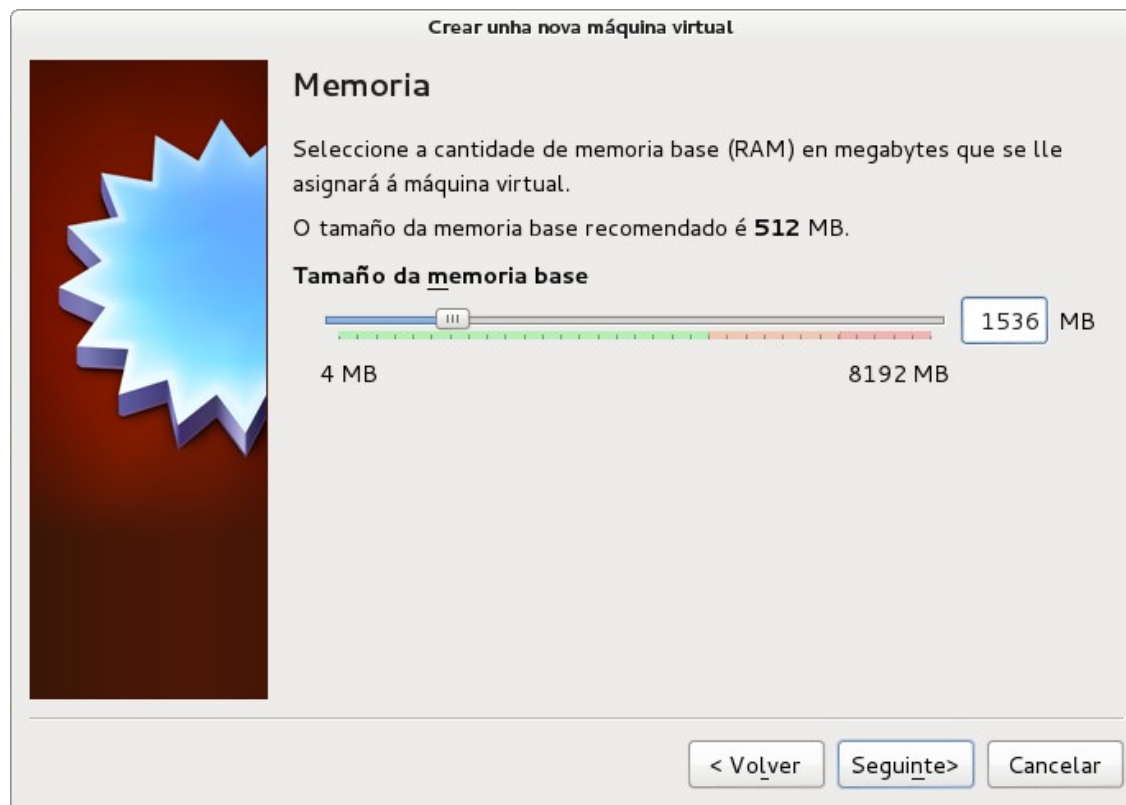 Crear unha nova máquina virtual
Memoria
Seleccione a cantidade de memoria base (RAM) en megabytes que se lle
asignará á máquina virtual.
O tamaño da memoria base recomendado é 512 MB.
Tamaño da memoria base
1536 MB
4 MB 8192 MB
< Volver Seguinte> Cancelar